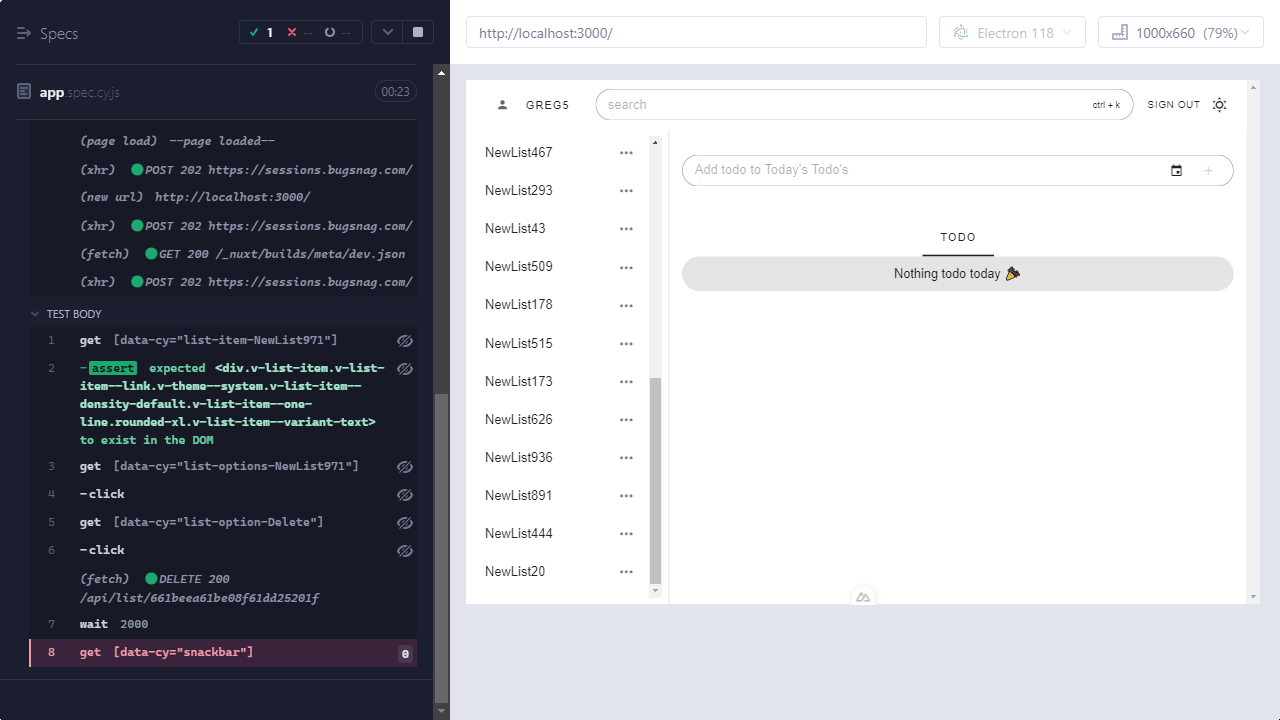 Specs
1
--
--
app.spec.cy.js
00:23
(page load) --page loaded--
(xhr) POST 202 https://sessions.bugsnag.com/
(new url) http://localhost:3000/
(xhr) POST 202 https://sessions.bugsnag.com/
(fetch) GET 200 /_nuxt/builds/meta/dev.json
(xhr) POST 202 https://sessions.bugsnag.com/
TEST BODY
1 get [data-cy="list-item-NewList971"]
2 -assert expected <div.v-list-item.v-list-
item--link.v-theme--system.v-list-item--
density-default.v-list-item--one-
line.rounded-xl.v-list-item--variant-text>
to exist in the DOM
3 get [data-cy="list-options-NewList971"]
4 -click
5 get [data-cy="list-option-Delete"]
6 -click
(fetch) DELETE 200
/api/list/661beea61be08f61dd25201f
7 wait 2000
8 get [data-cy="snackbar"] 0
http://localhost:3000/
Electron 118
1000x660 (79%)
GREG5
search
ctrl + k
SIGN OUT
NewList467
NewList293
NewList43
NewList509
NewList178
NewList515
NewList173
NewList626
NewList936
NewList891
NewList444
NewList20
Add todo to Today's Todo's
TODO
Nothing todo today 🎉